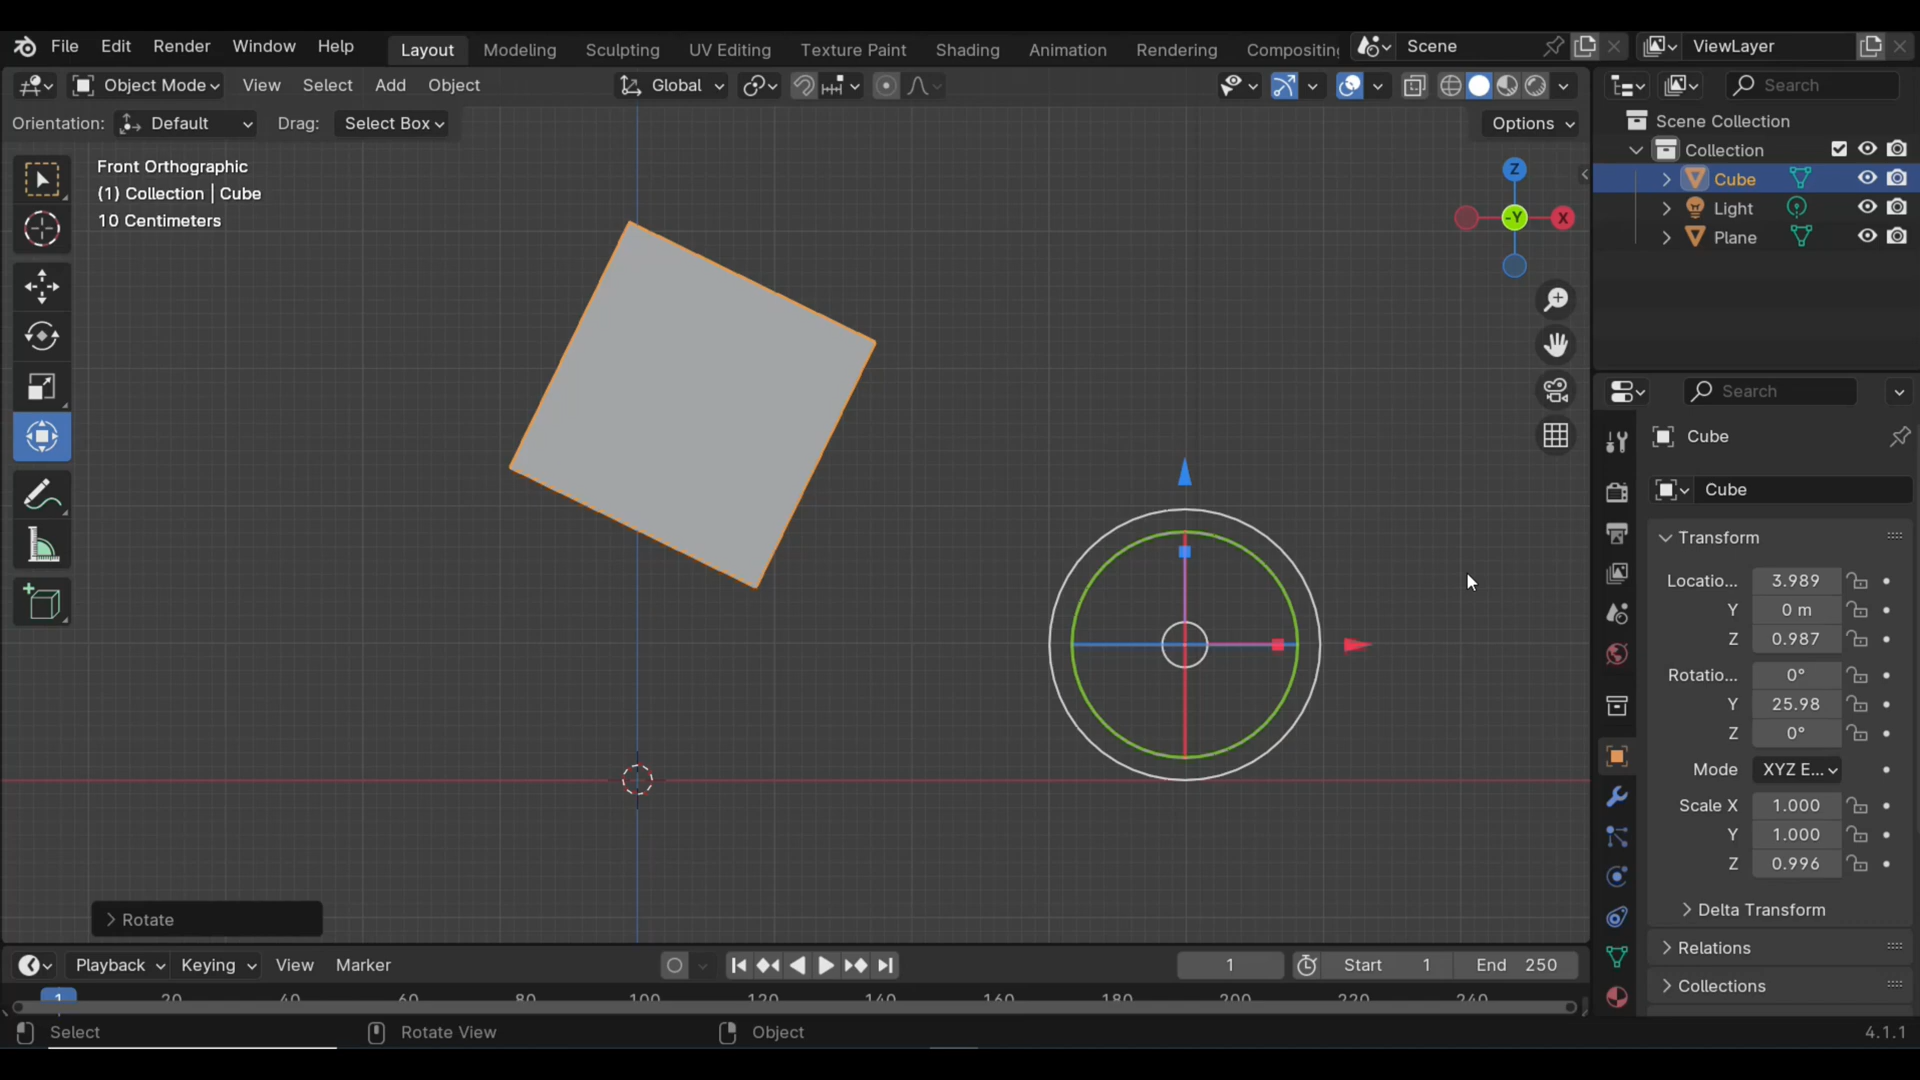 File Edit Render Window Help Layout Modeling Sculpting UV Editing Texture Paint Shading Animation Rendering Compositin Scene ViewLayer
Object Mode View Select Add Object Global Search
Orientation: Default Drag: Select Box Options
Scene Collection
Collection
Cube
Light
Plane
Front Orthographic
(1) Collection | Cube
10 Centimeters
Z
-Y X
Search
Cube
Cube
Transform
Locatio... 3.989
Y 0 m
Z 0.987
Rotatio... 0°
Y 25.98
Z 0°
Mode XYZ E...
Scale X 1.000
Y 1.000
Z 0.996
Delta Transform
Relations
Collections
Rotate
Playback Keying View Marker 1 Start 1 End 250
1 20 40 60 80 100 120 140 160 180 200 220 240
Select Rotate View Object 4.1.1